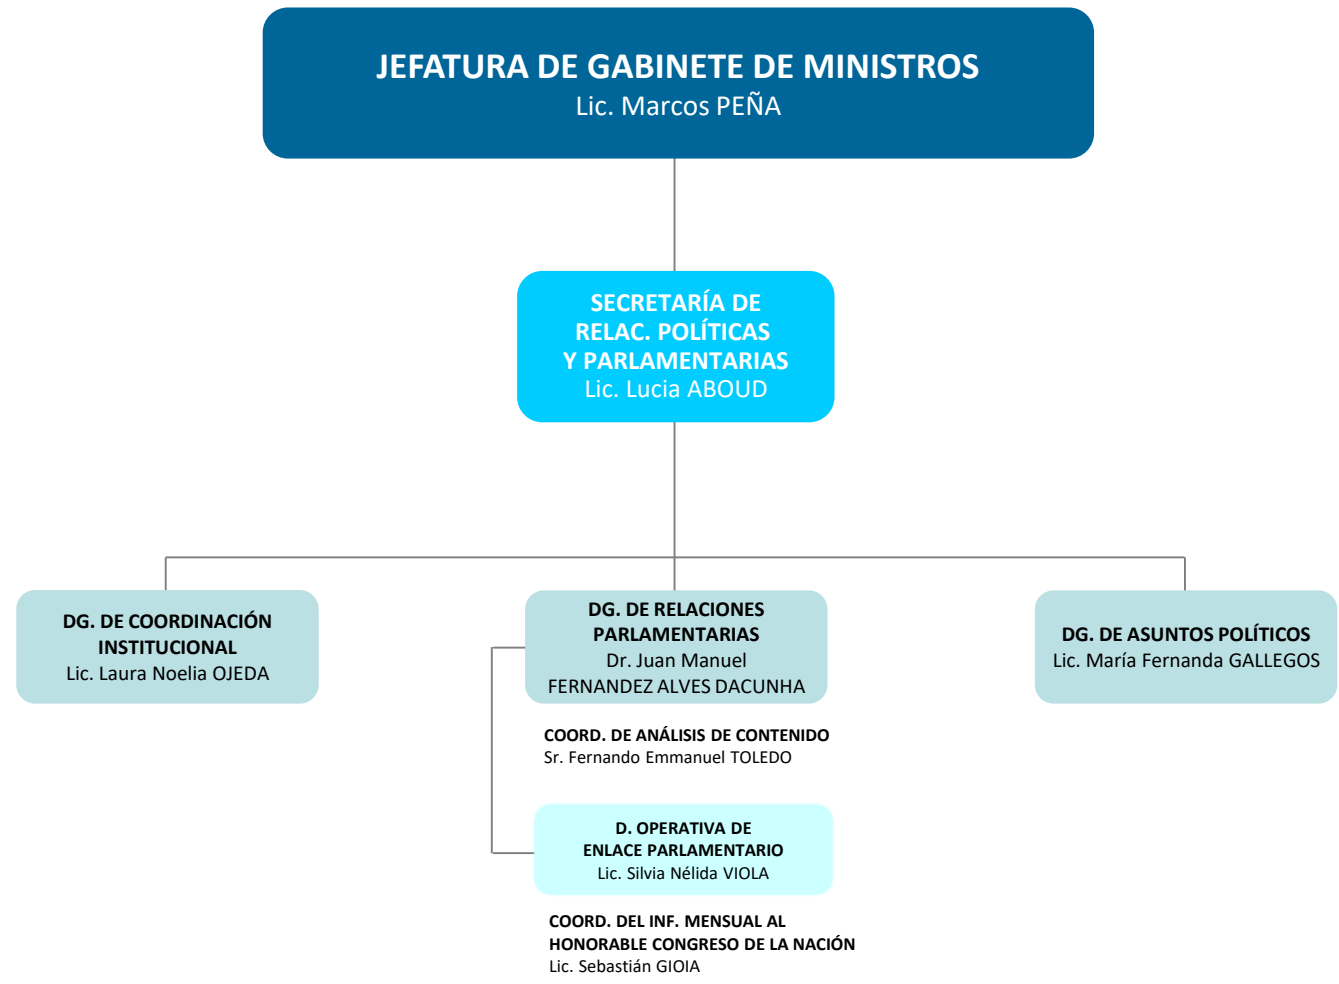 JEFATURA DE GABINETE DE MINISTROS
Lic. Marcos PEÑA
SECRETARÍA DE
RELAC. POLÍTICAS
Y PARLAMENTARIAS
Lic. Lucia ABOUD
DG. DE COORDINACIÓN
INSTITUCIONAL
Lic. Laura Noelia OJEDA
DG. DE RELACIONES
PARLAMENTARIAS
Dr. Juan Manuel
FERNANDEZ ALVES DACUNHA
DG. DE ASUNTOS POLÍTICOS
Lic. María Fernanda GALLEGOS
COORD. DE ANÁLISIS DE CONTENIDO
Sr. Fernando Emmanuel TOLEDO
D. OPERATIVA DE
ENLACE PARLAMENTARIO
Lic. Silvia Nélida VIOLA
COORD. DEL INF. MENSUAL AL
HONORABLE CONGRESO DE LA NACIÓN
Lic. Sebastián GIOIA